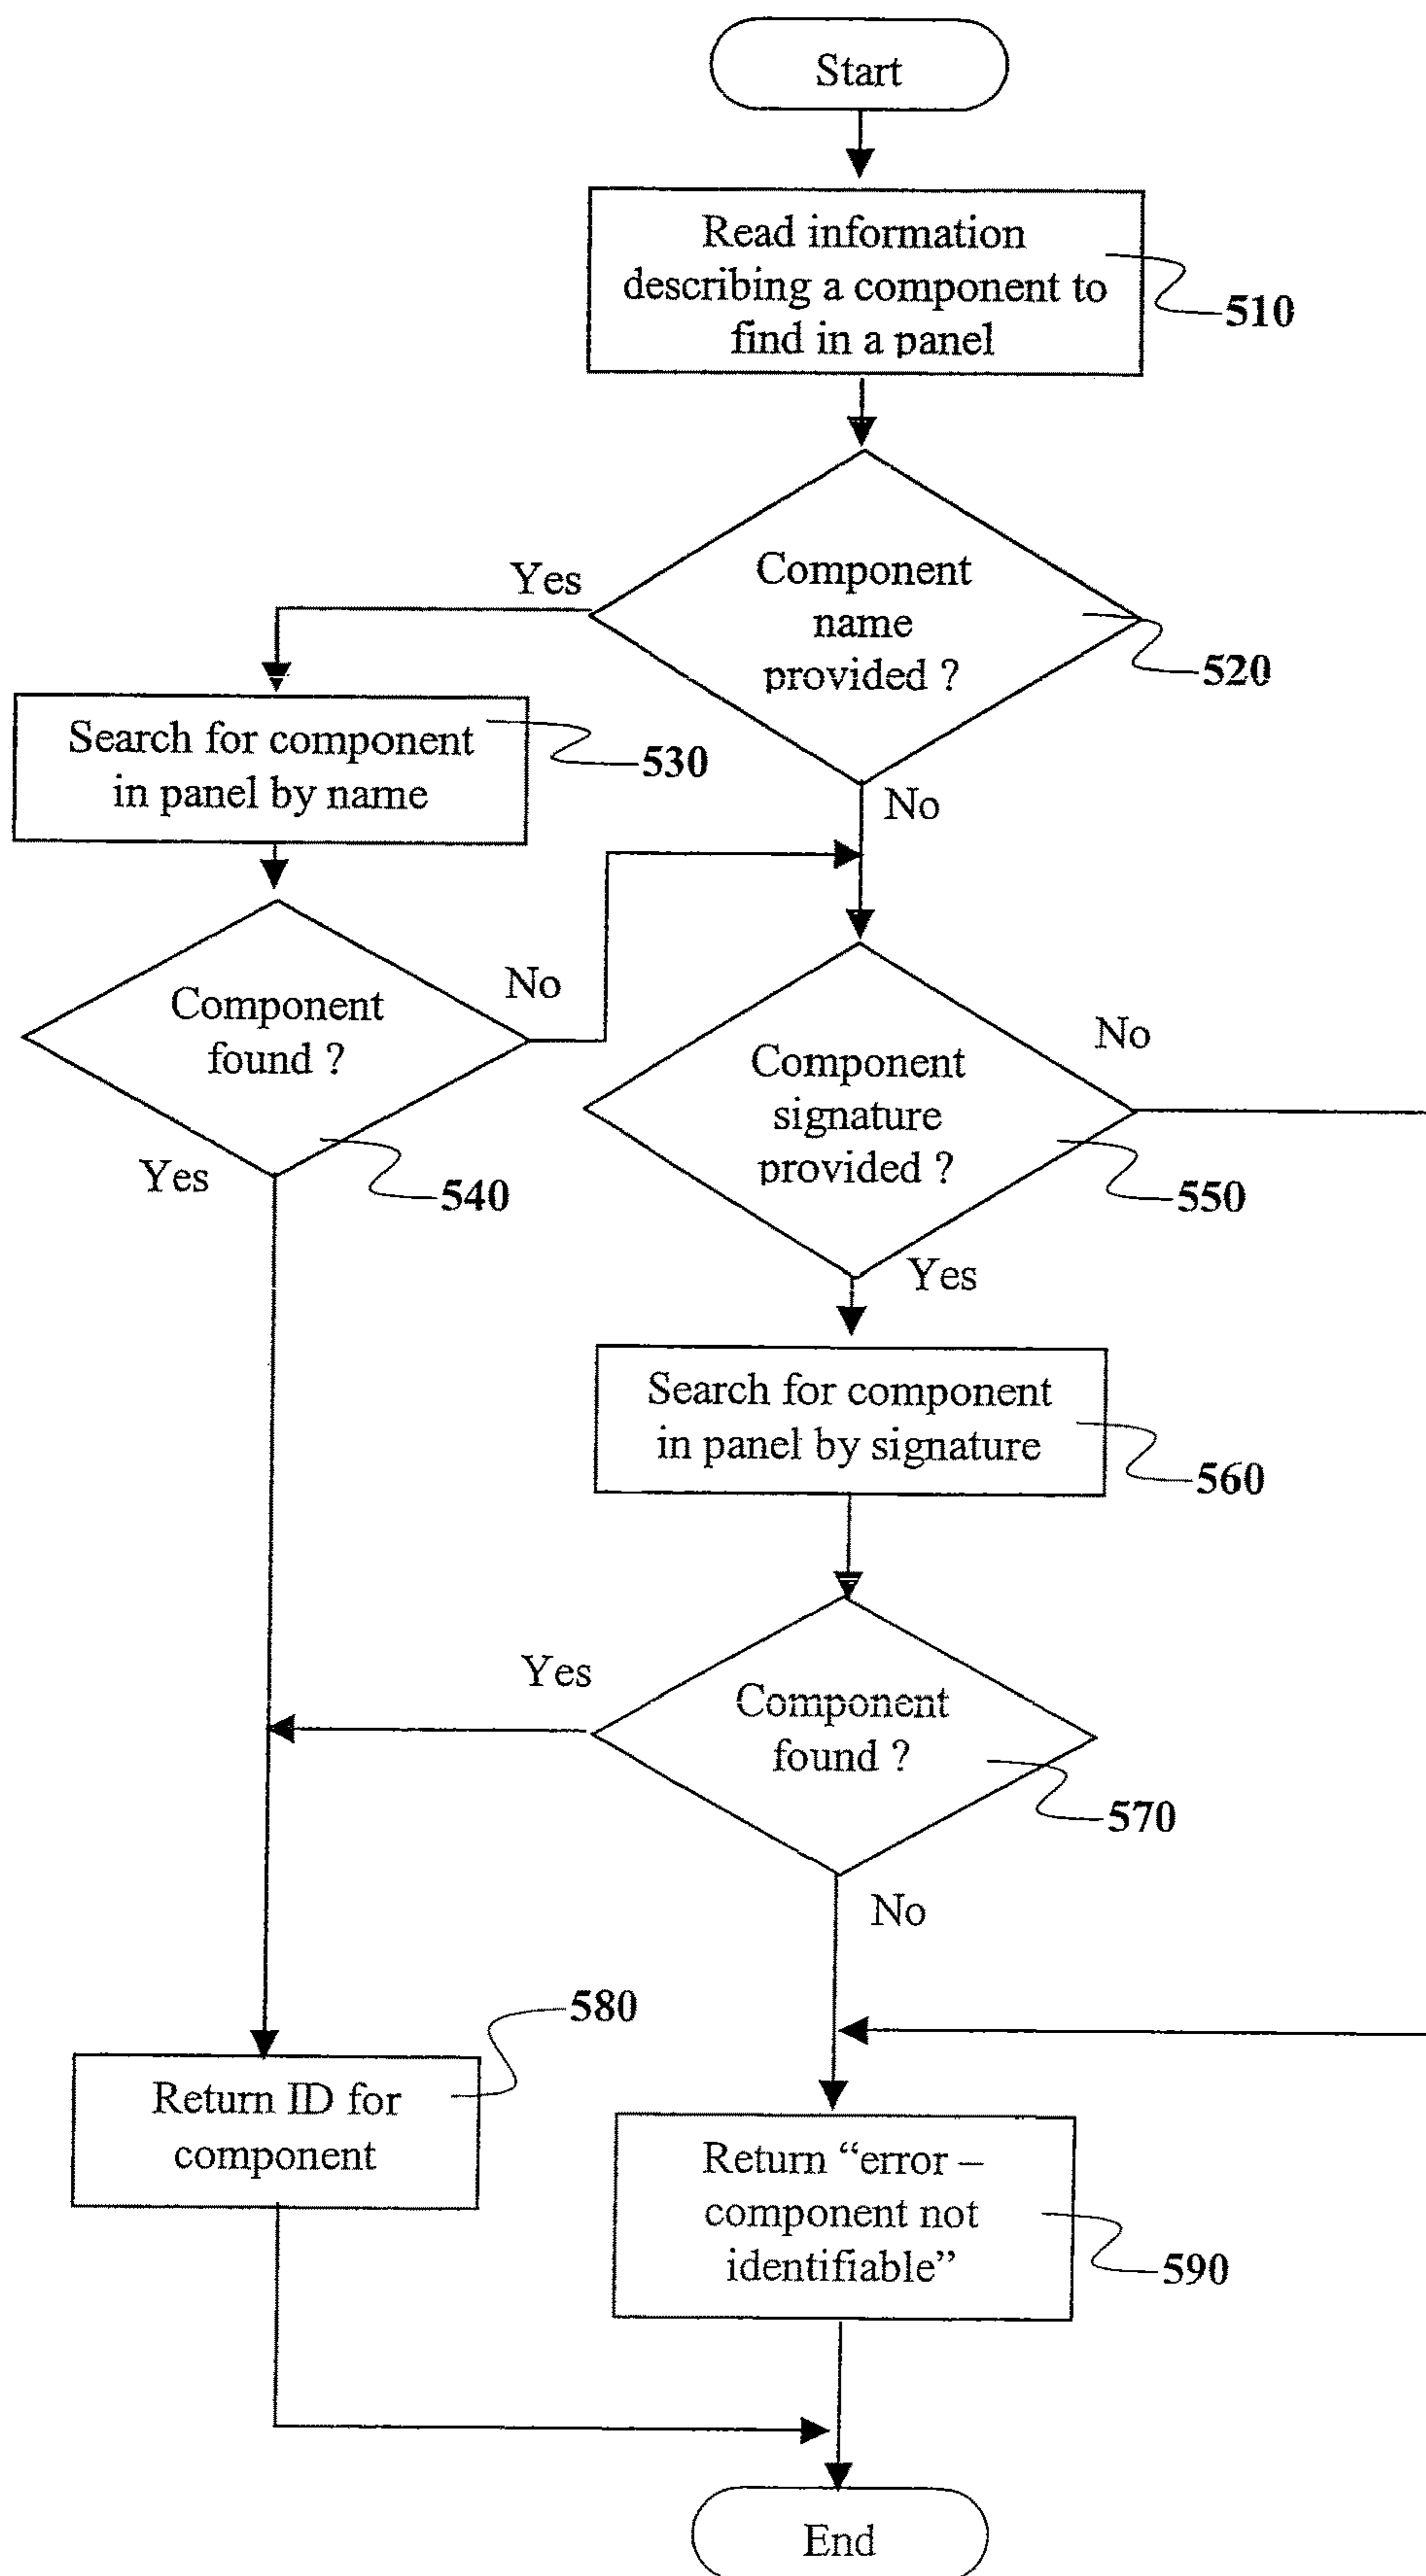 Start
Read information
describing a component to
find in a panel
510
Yes
Component
name
provided ?
520
No
Search for component
in panel by name
530
Component
found ?
No
Yes
540
Component
signature
provided ?
No
550
Yes
Search for component
in panel by signature
560
Yes
Component
found ?
570
No
580
Return ID for
component
Return “error –
component not
identifiable”
590
End